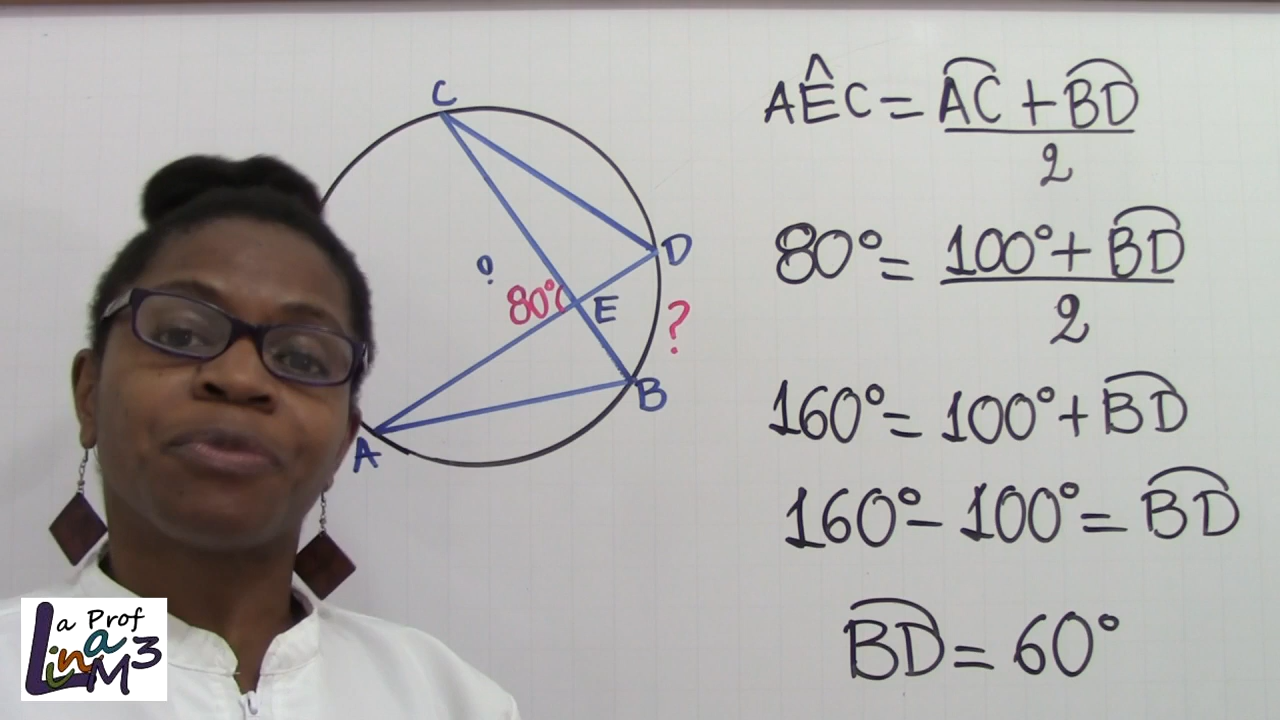 C
D
o
80°
E
?
B
A
AÊC = AC + BD
2
80° = 100° + BD
2
160° = 100° + BD
160° - 100° = BD
BD = 60°
La Prof
Lina M3